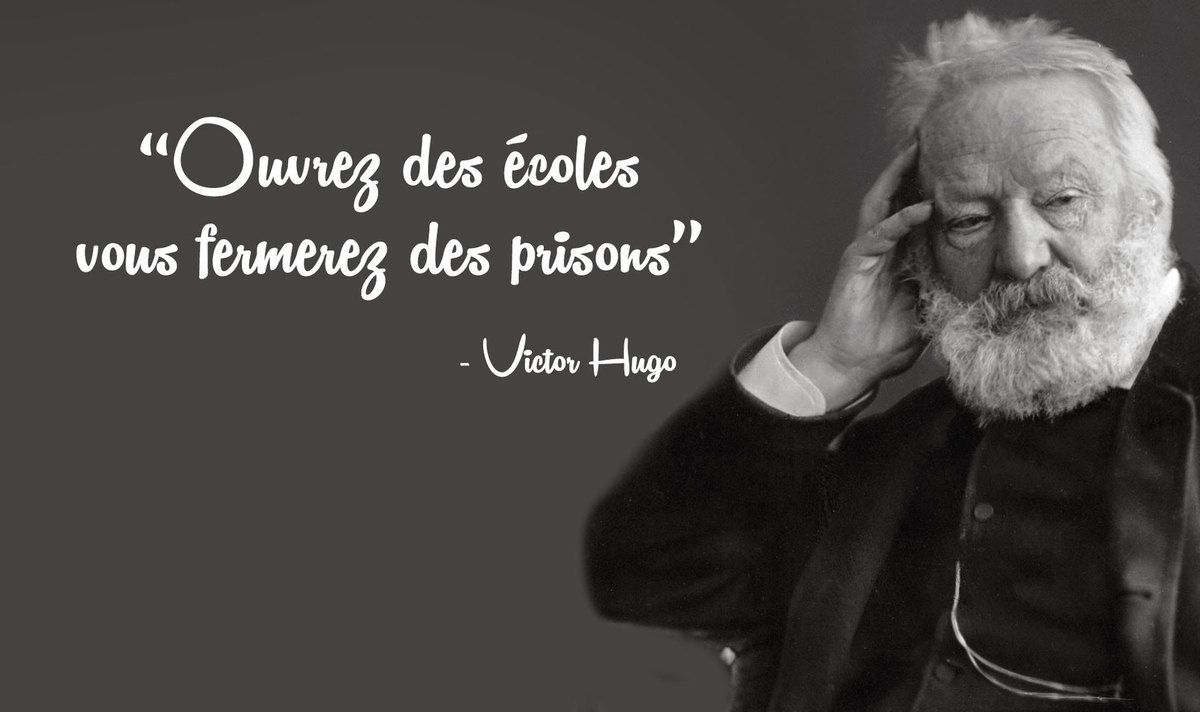 “Ouvrez des écoles
vous fermerez des prisons”
- Victor Hugo